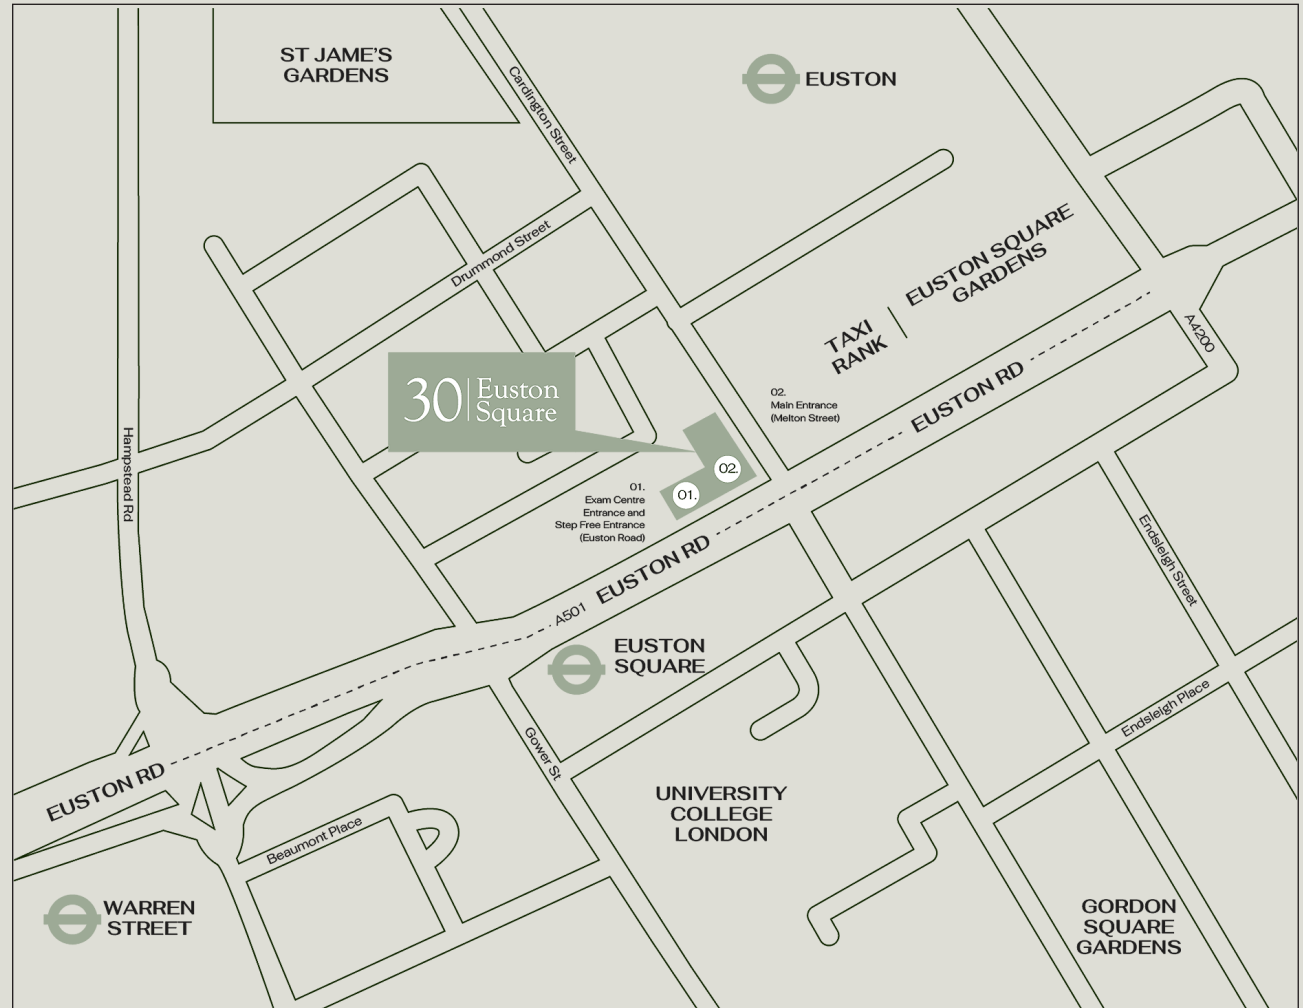 ST JAME'S
GARDENS
EUSTON
Cardington Street
Drummond Street
EUSTON SQUARE
GARDENS
TAXI
RANK
A4200
30 Euston
Square
02.
Main Entrance
(Melton Street)
EUSTON RD
Hampstead Rd
02.
01.
01.
Exam Centre
Entrance and
Step Free Entrance
(Euston Road)
EUSTON RD
A501
Endsleigh Street
EUSTON
SQUARE
Endsleigh Place
Gower St
EUSTON RD
UNIVERSITY
COLLEGE
LONDON
Beaumont Place
WARREN
STREET
GORDON
SQUARE
GARDENS